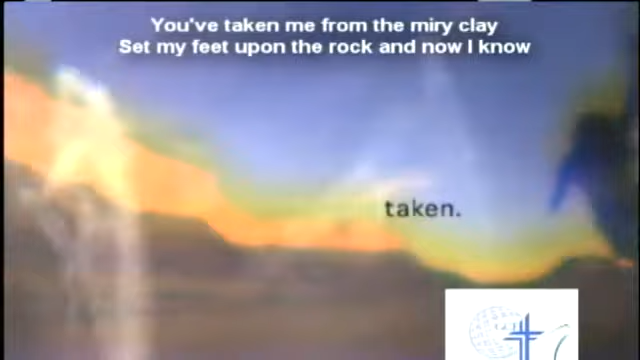 You've taken me from the miry clay
Set my feet upon the rock and now I know
taken.